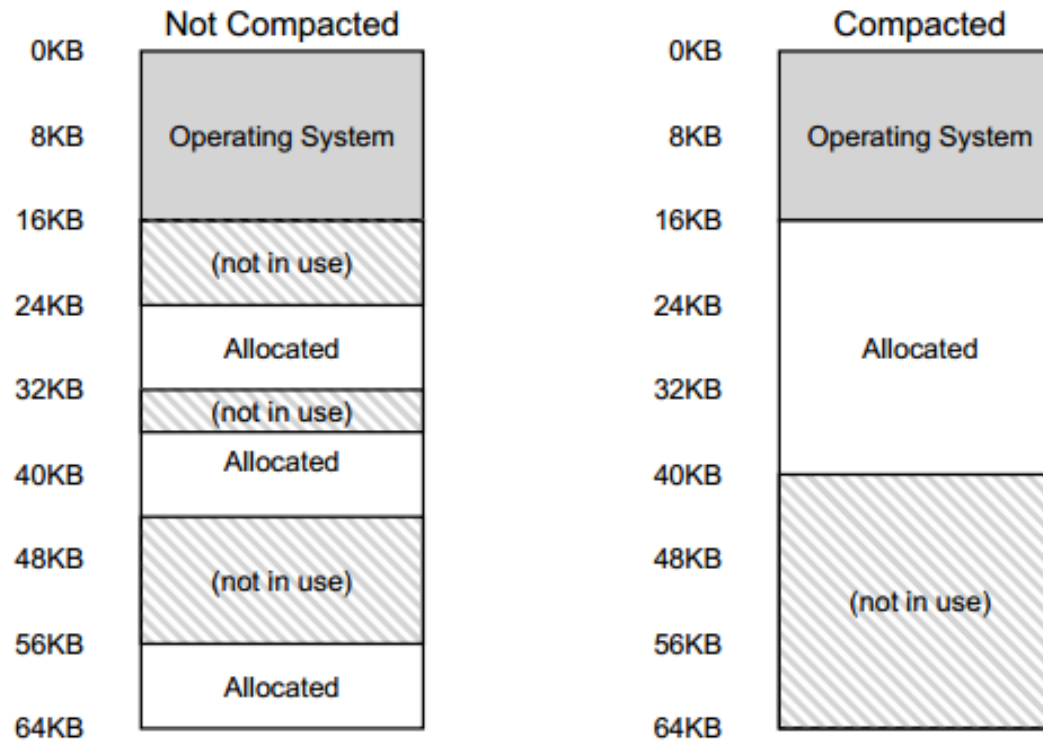 Not Compacted
0KB
Operating System
8KB
16KB
(not in use)
24KB
Allocated
32KB
(not in use)
Allocated
40KB
48KB
(not in use)
56KB
Allocated
64KB
Compacted
0KB
8KB
Operating System
16KB
24KB
Allocated
32KB
40KB
48KB
(not in use)
56KB
64KB